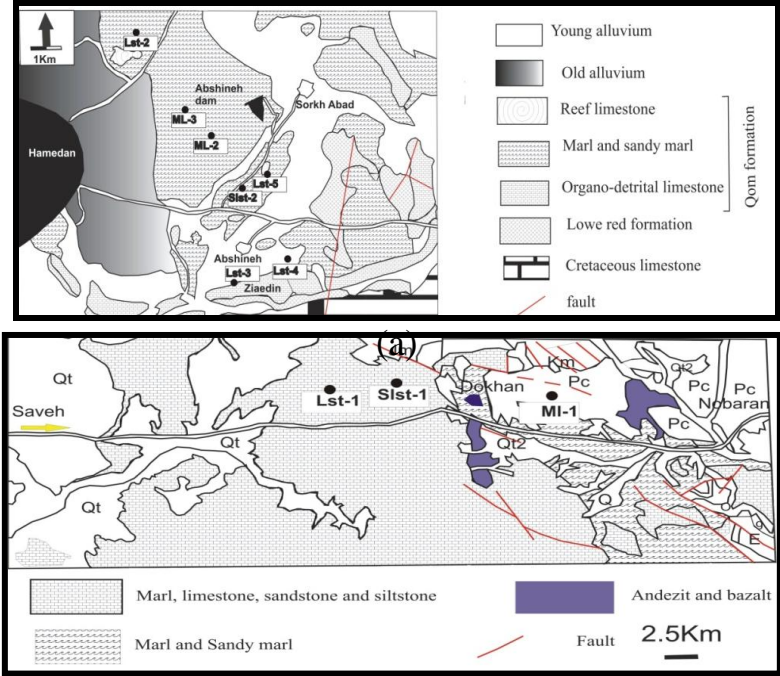 Lst-2
1Km
Abshineh
dam
Sorkh Abad
ML-3
ML-2
Hamedan
Lst-5
Slst-2
Abshineh
Lst-3
Lst-4
Ziaedin
Young alluvium
Old alluvium
Reef limestone
Marl and sandy marl
Organo-detrital limestone
Lowe red formation
Cretaceous limestone
fault
Qom formation
(a)
Qt
Saveh
Qt
Qt
Lst-1
Slst-1
Dokhan
Km
Pc
Ml-1
Qt2
Qt2
Pc
Pc
Nobaran
Pc
Q
E
Marl, limestone, sandstone and siltstone
Andezit and bazalt
Marl and Sandy marl
Fault
2.5Km